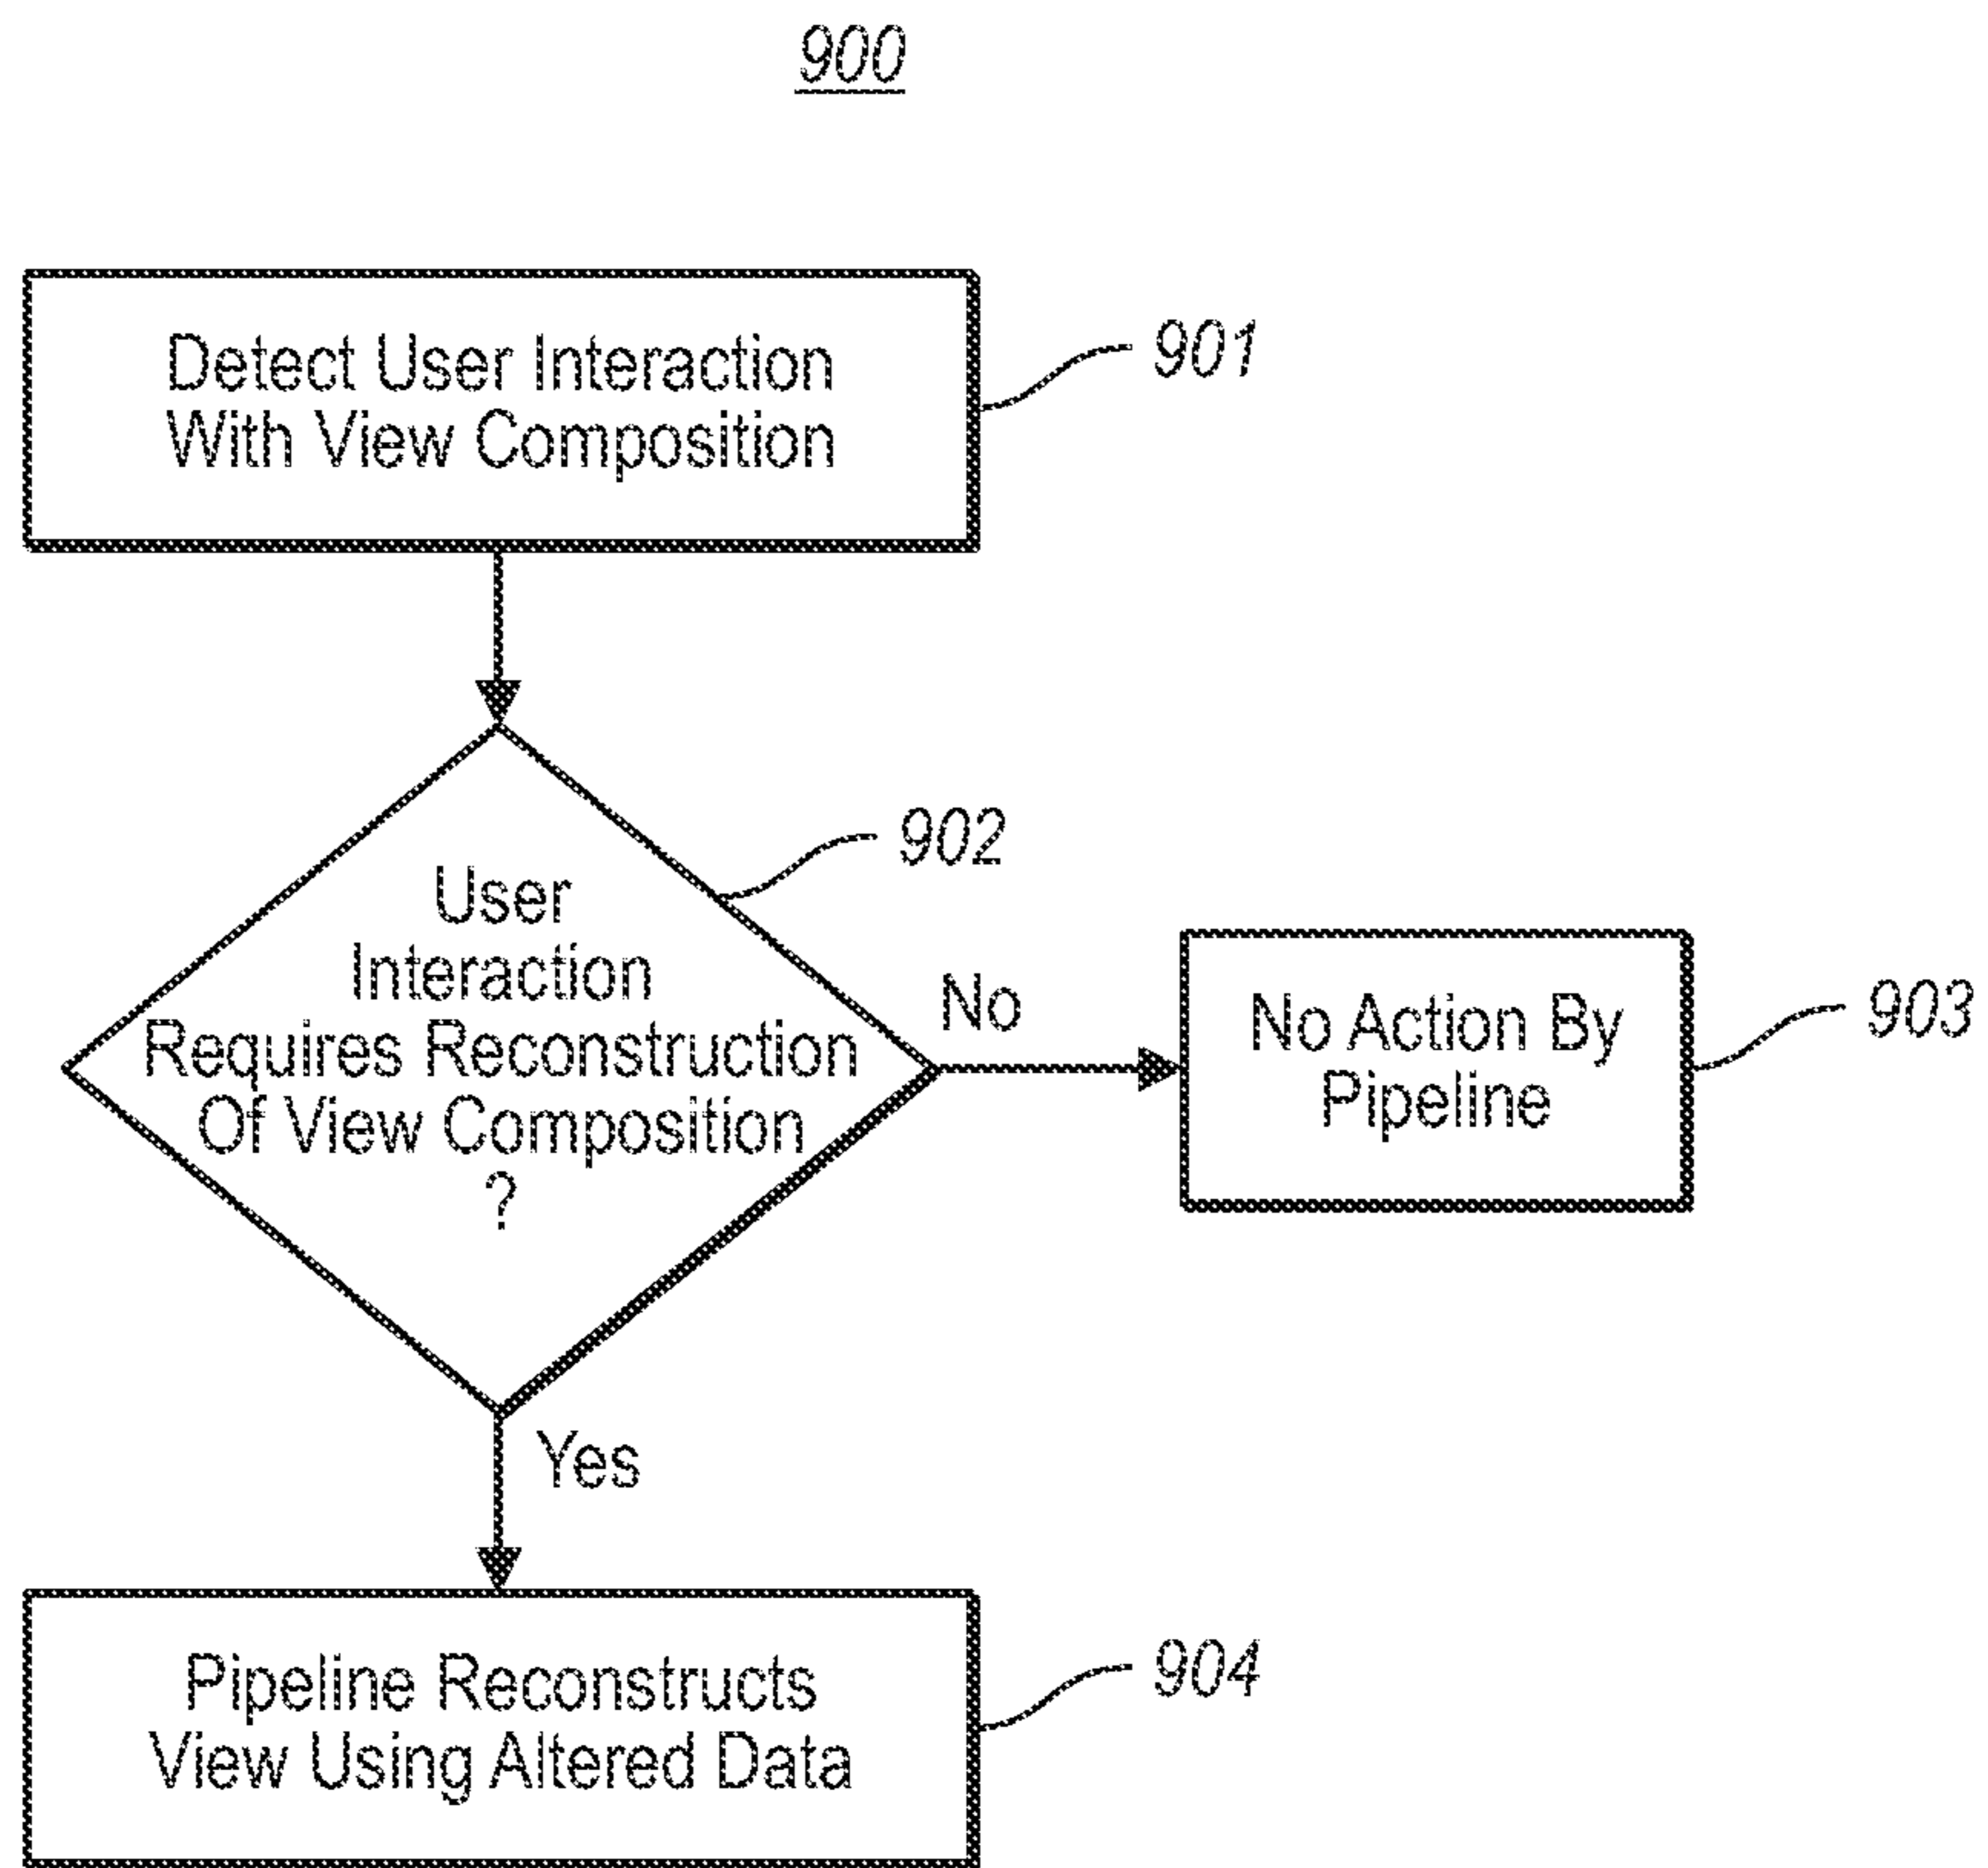 900
Detect User Interaction
With View Composition
901
902
User
Interaction
Requires Reconstruction
Of View Composition
?
No
No Action By
Pipeline
903
Yes
Pipeline Reconstructs
View Using Altered Data
904